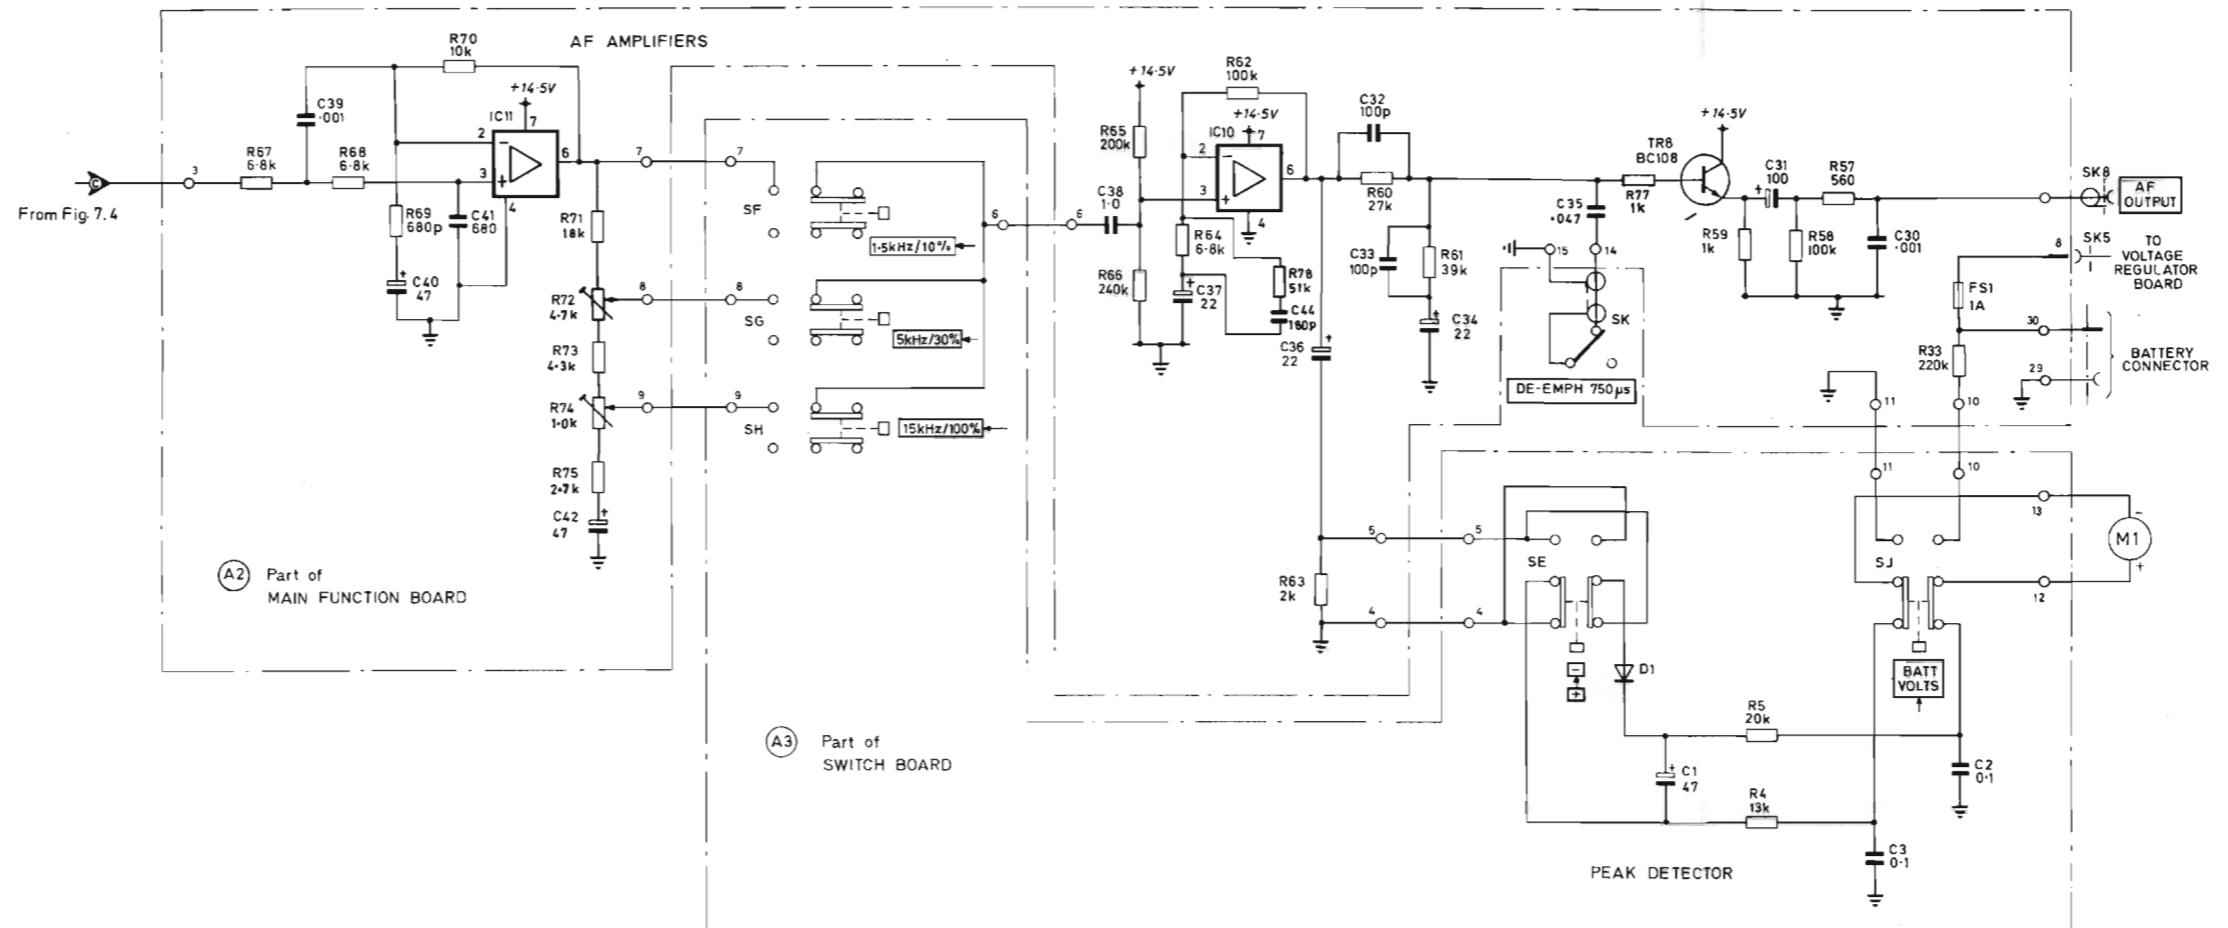 AF AMPLIFIERS
From Fig. 7.4
C
3
R67
6·8k
C39
·001
R68
6·8k
R70
10k
+14·5V
IC11
7
2
3
6
4
−
+
R69
680p
C41
680
+
C40
47
R71
18k
R72
4·7k
R73
4·3k
R74
1·0k
R75
2·7k
C42
47
+
7
7
8
8
9
9
SF
1·5kHz/10%
SG
5kHz/30%
SH
15kHz/100%
6
6
A2
Part of
MAIN FUNCTION BOARD
A3
Part of
SWITCH BOARD
+14·5V
R65
200k
C38
1·0
R66
240k
R62
100k
+14·5V
IC10
7
2
3
6
4
−
+
R64
6·8k
+
C37
22
R78
51k
C44
C36
22
+
C32
100p
R60
27k
C33
100p
R61
39k
+
C34
22
C35
·047
15
14
SK
DE-EMPH 750µs
R77
1k
TR8
BC108
+14·5V
R59
1k
C31
100
+
R58
100k
R57
560
C30
·001
SK8
AF
OUTPUT
8
SK5
TO
VOLTAGE
REGULATOR
BOARD
FS1
1A
30
29
BATTERY
CONNECTOR
R33
220k
11
10
11
10
13
12
M1
−
+
SJ
BATT
VOLTS
R63
2k
5
5
4
4
SE
−
+
D1
R5
20k
+
C1
47
R4
13k
C2
0·1
C3
0·1
PEAK DETECTOR